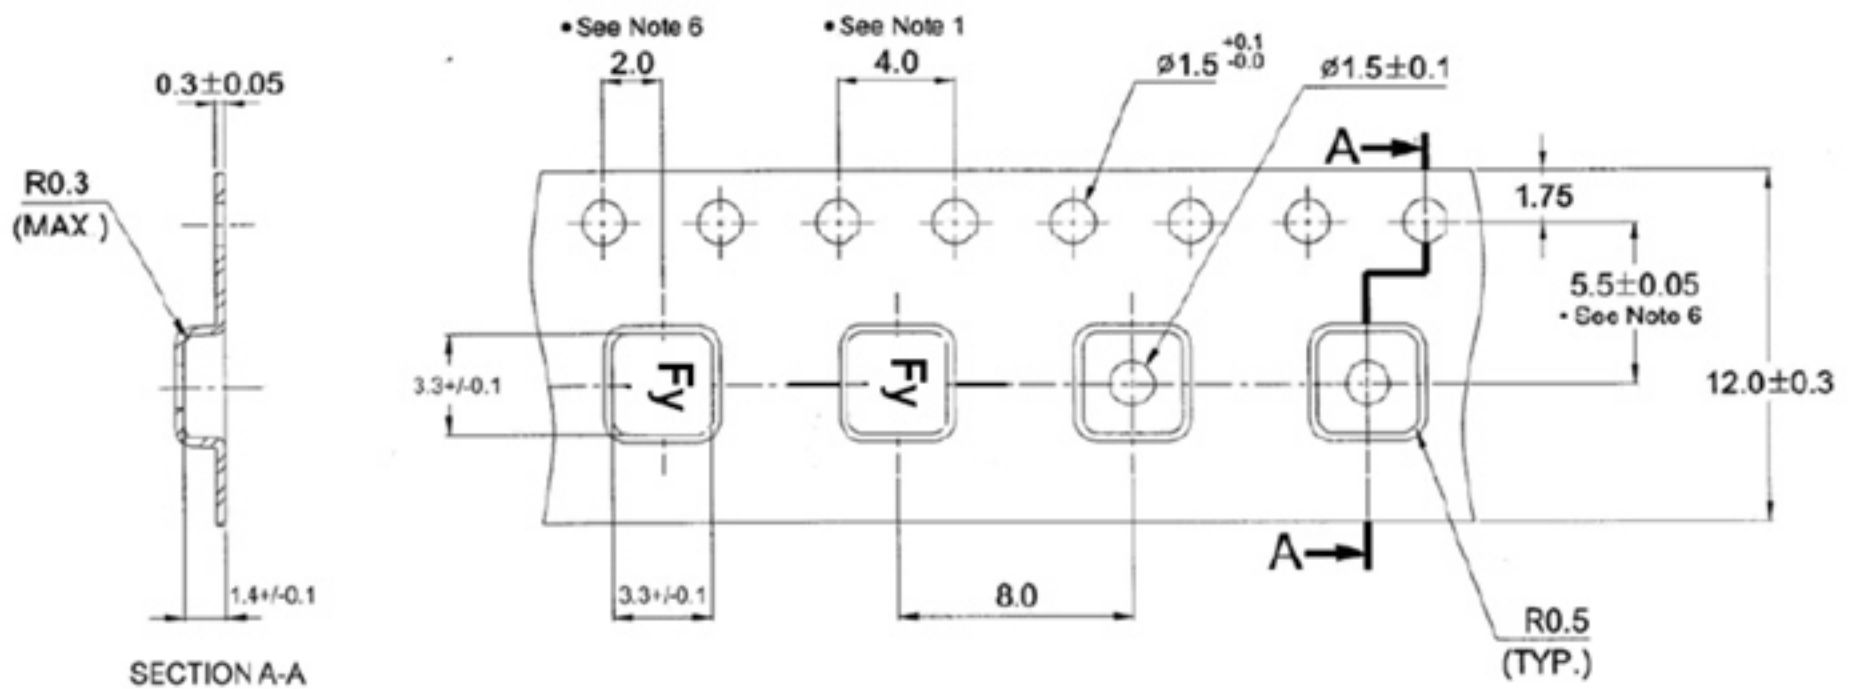 • See Note 6
2.0
• See Note 1
4.0
ø1.5 +0.1 -0.0
ø1.5±0.1
0.3±0.05
A
R0.3
(MAX.)
1.75
5.5±0.05
• See Note 6
12.0±0.3
3.3+/-0.1
Fy
Fy
A
1.4+/-0.1
3.3+/-0.1
8.0
R0.5
(TYP.)
SECTION A-A